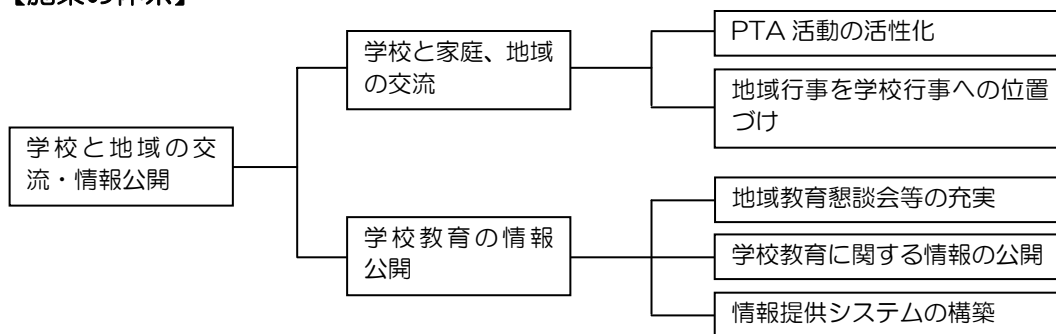 【施策の体系】
学校と地域の交
流・情報公開
学校と家庭、地域
の交流
PTA 活動の活性化
地域行事を学校行事への位置
づけ
学校教育の情報
公開
地域教育懇談会等の充実
学校教育に関する情報の公開
情報提供システムの構築